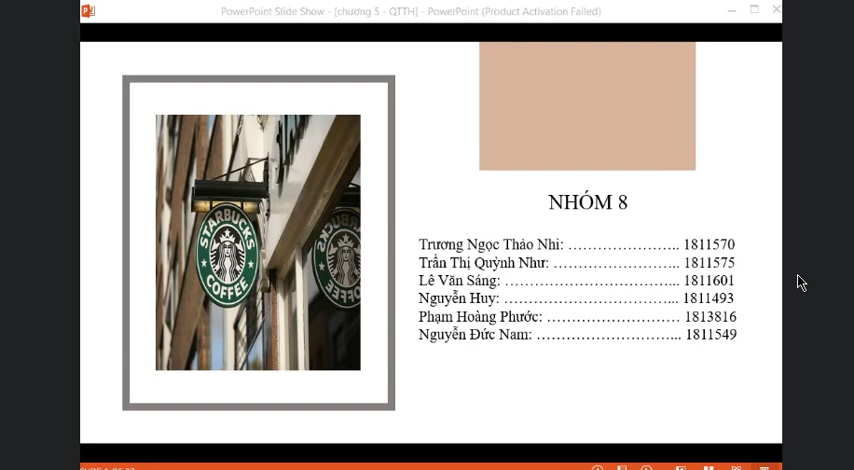 PowerPoint Slide Show - [chương 5 - QTTH] - PowerPoint (Product Activation Failed)
STARBUCKS
COFFEE
STARBUCKS
COFFEE
NHÓM 8
Trương Ngọc Thảo Nhi: ………………….. 1811570
Trần Thị Quỳnh Như: …………………... 1811575
Lê Văn Sáng: …………………………... 1811601
Nguyễn Huy: …………………………... 1811493
Phạm Hoàng Phước: ……………………… 1813816
Nguyễn Đức Nam: ……………………... 1811549